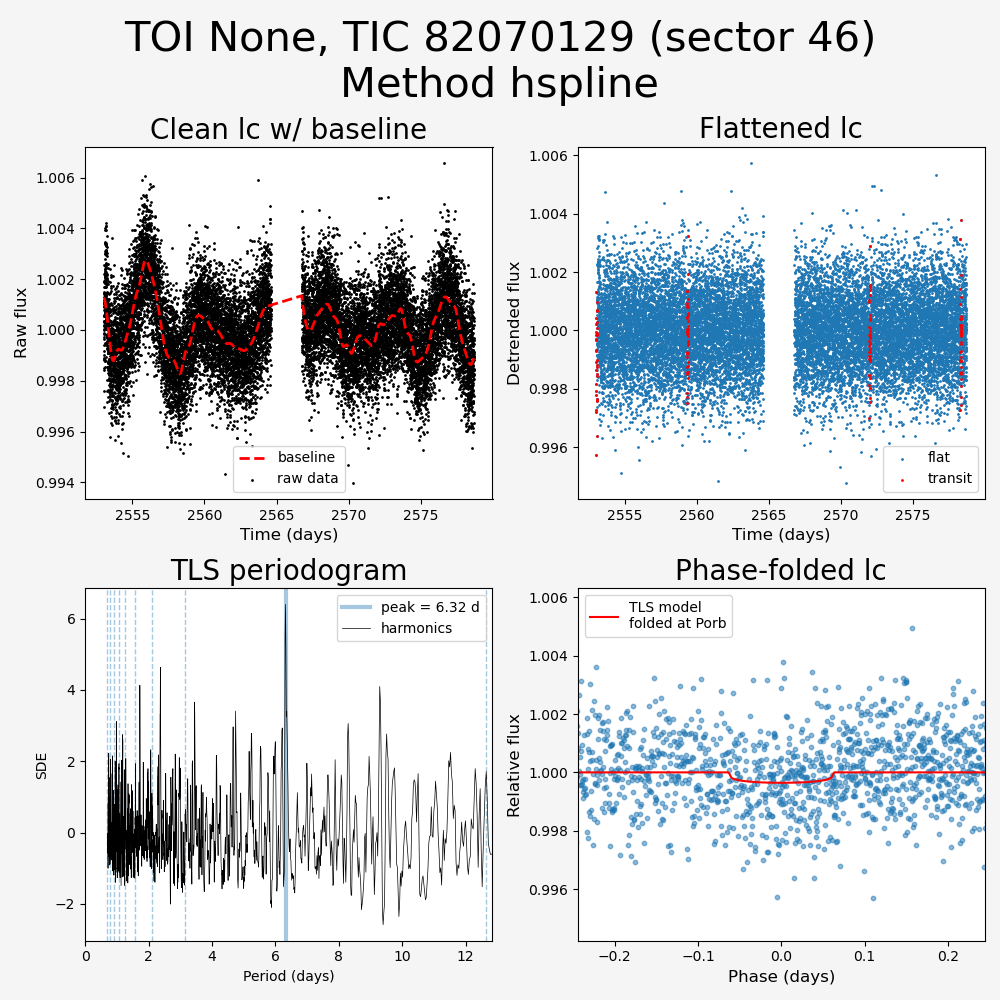 TOI None, TIC 82070129 (sector 46)
Method hspline
Clean lc w/ baseline
Raw flux
1.006
1.004
1.002
1.000
0.998
0.996
0.994
baseline
raw data
2555
2560
2565
2570
2575
Time (days)
Flattened lc
Detrended flux
1.006
1.004
1.002
1.000
0.998
0.996
flat
transit
2555
2560
2565
2570
2575
Time (days)
TLS periodogram
SDE
6
4
2
0
−2
peak = 6.32 d
harmonics
0
2
4
6
8
10
12
Period (days)
Phase-folded lc
Relative flux
1.006
1.004
1.002
1.000
0.998
0.996
TLS model
folded at Porb
−0.2
−0.1
0.0
0.1
0.2
Phase (days)